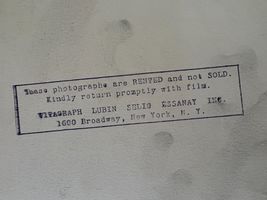 These photographs are RENTED and not SOLD.
Kindly return promptly with film.
VITAGRAPH LUBIN SELIG ESSANAY INC.
1600 Broadway, New York, N. Y.